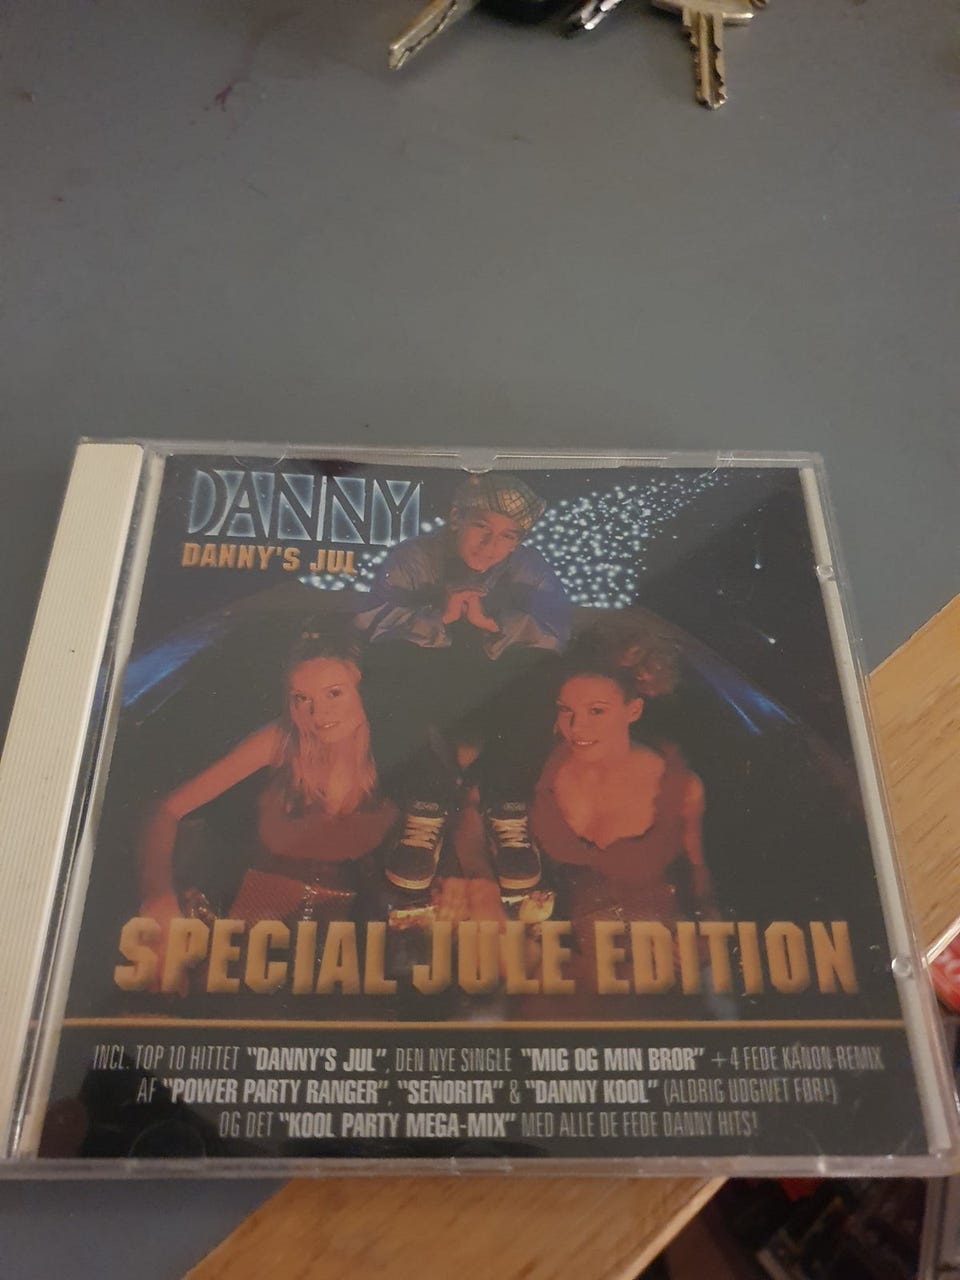 DANNY
DANNY'S JUL
SPECIAL JULE EDITION
INCL. TOP 10 HITTET "DANNY'S JUL", DEN NYE SINGLE "MIG OG MIN BROR" + 4 FEDE KANON-REMIX
AF "POWER PARTY RANGER", "SEÑORITA" & "DANNY KOOL" (ALDRIG UDGIVET FØR!)
OG DET "KOOL PARTY MEGA-MIX" MED ALLE DE FEDE DANNY HITS!